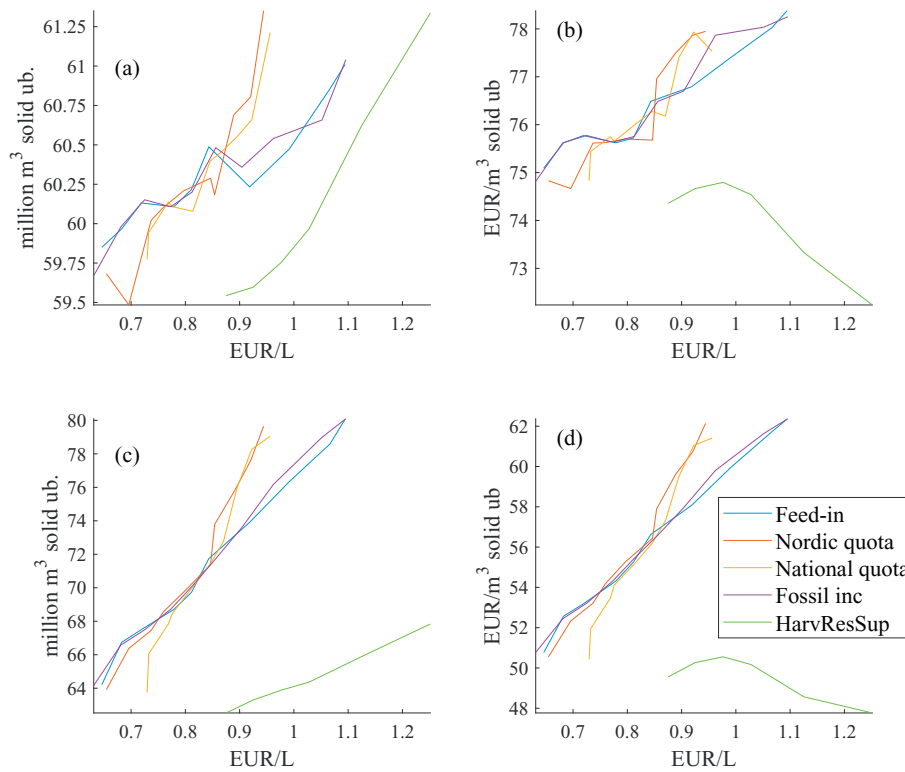 61.25
61
60.75
60.5
60.25
60
59.75
59.5
million m³ solid ub.
(a)
0.7 0.8 0.9 1 1.1 1.2
EUR/L
78
77
76
75
74
73
EUR/m³ solid ub
(b)
0.7 0.8 0.9 1 1.1 1.2
EUR/L
80
78
76
74
72
70
68
66
64
million m³ solid ub.
(c)
0.7 0.8 0.9 1 1.1 1.2
EUR/L
62
60
58
56
54
52
50
48
EUR/m³ solid ub
(d)
Feed-in
Nordic quota
National quota
Fossil inc
HarvResSup
0.7 0.8 0.9 1 1.1 1.2
EUR/L